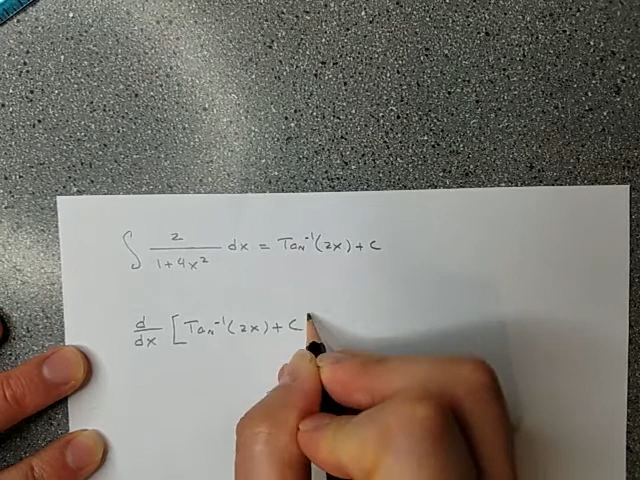 ∫ 2/(1+4x²) dx = Tan⁻¹(2x)+C
d/dx [Tan⁻¹(2x)+C